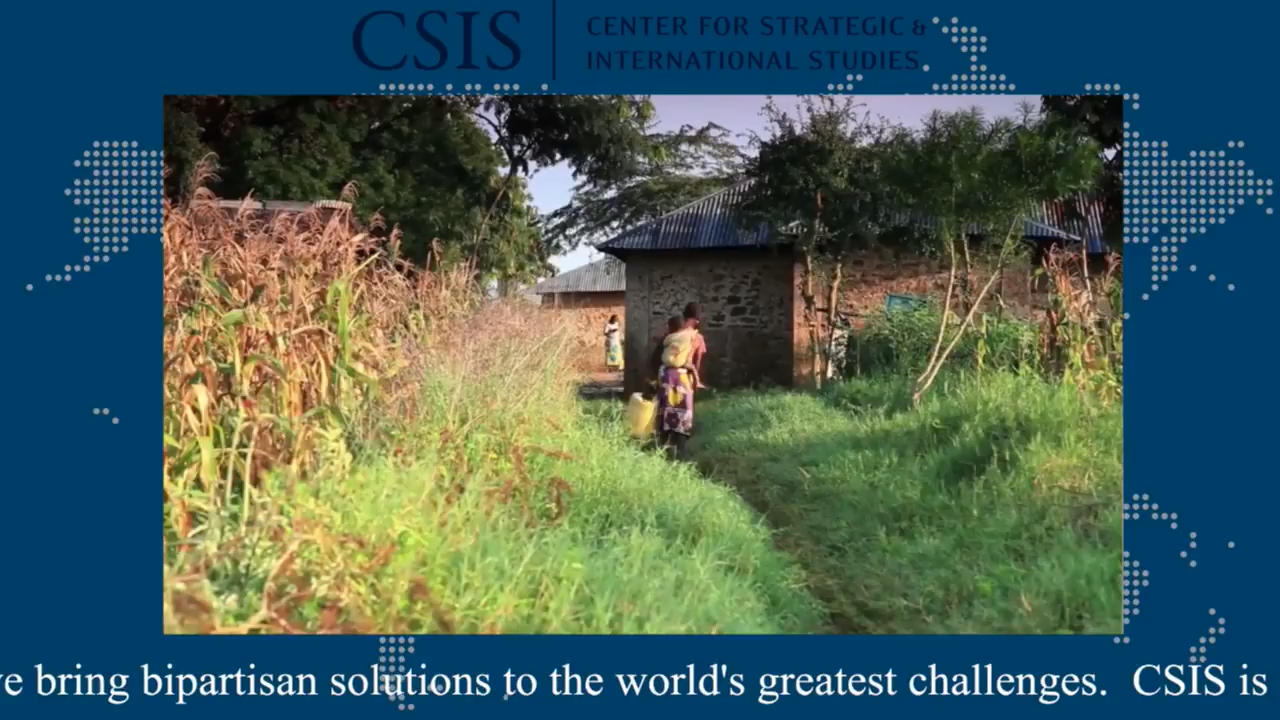 CSIS
CENTER FOR STRATEGIC &
INTERNATIONAL STUDIES
bring bipartisan solutions to the world's greatest challenges. CSIS is